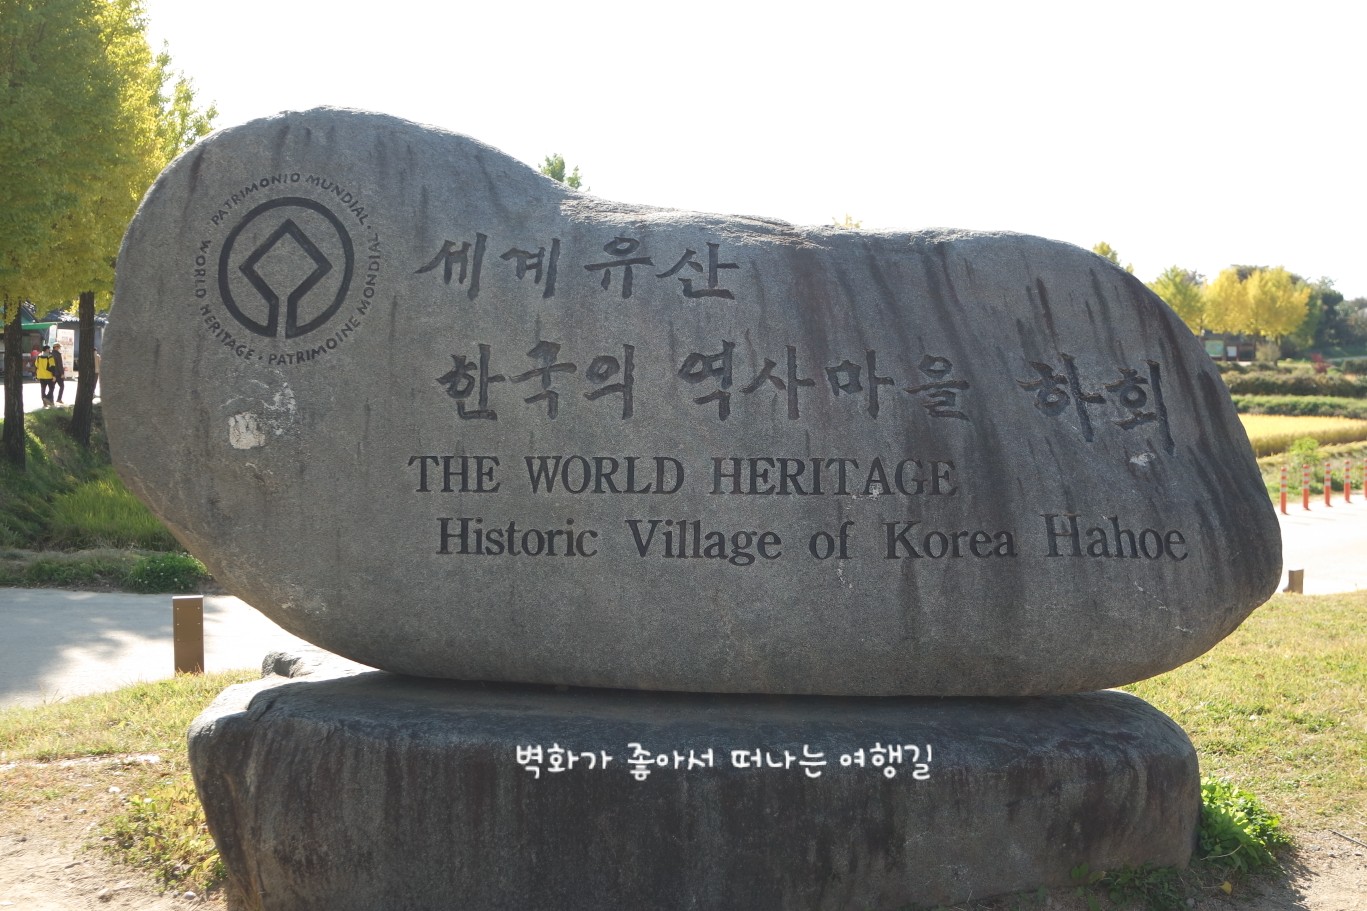 PATRIMONIO MUNDIAL · WORLD HERITAGE · PATRIMOINE MONDIAL ·
세계유산
한국의 역사마을 하회
THE WORLD HERITAGE
Historic Village of Korea Hahoe
벽화가 좋아서 떠나는 여행길